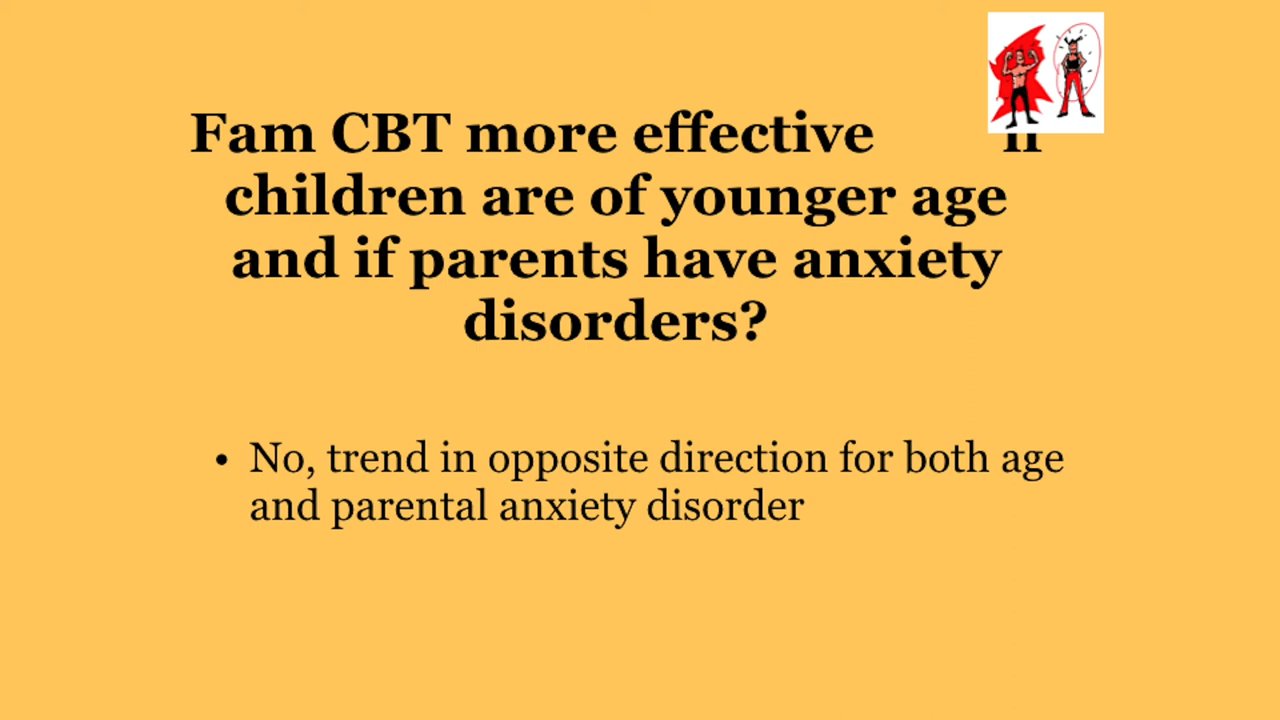 Fam CBT more effective if
children are of younger age
and if parents have anxiety
disorders?
• No, trend in opposite direction for both age
and parental anxiety disorder